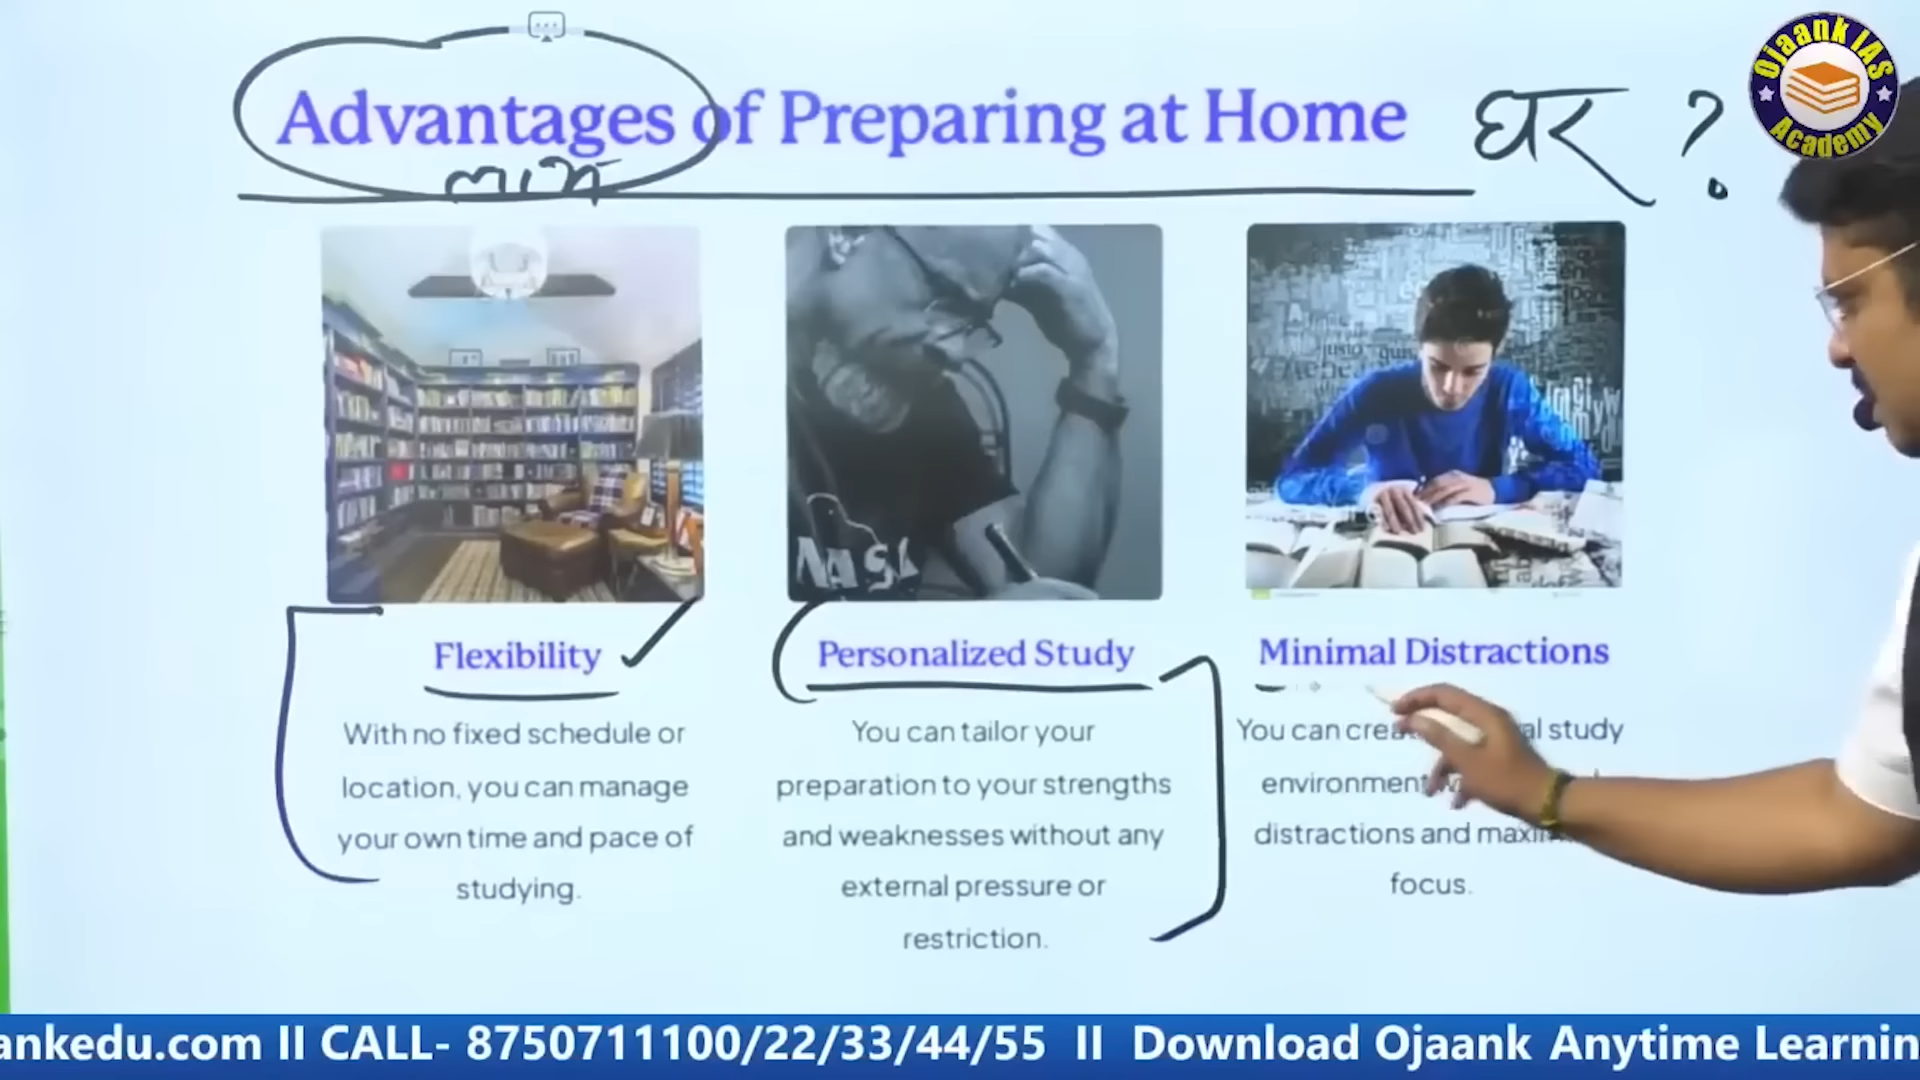 Advantages of Preparing at Home घर ?
लाभ
Ojaank IAS
Academy
NASA
Flexibility
With no fixed schedule or
location, you can manage
your own time and pace of
studying.
Personalized Study
You can tailor your
preparation to your strengths
and weaknesses without any
external pressure or
restriction.
Minimal Distractions
You can study
environment
distractions and
focus.
ankedu.com II CALL- 8750711100/22/33/44/55 II Download Ojaank Anytime Learnin